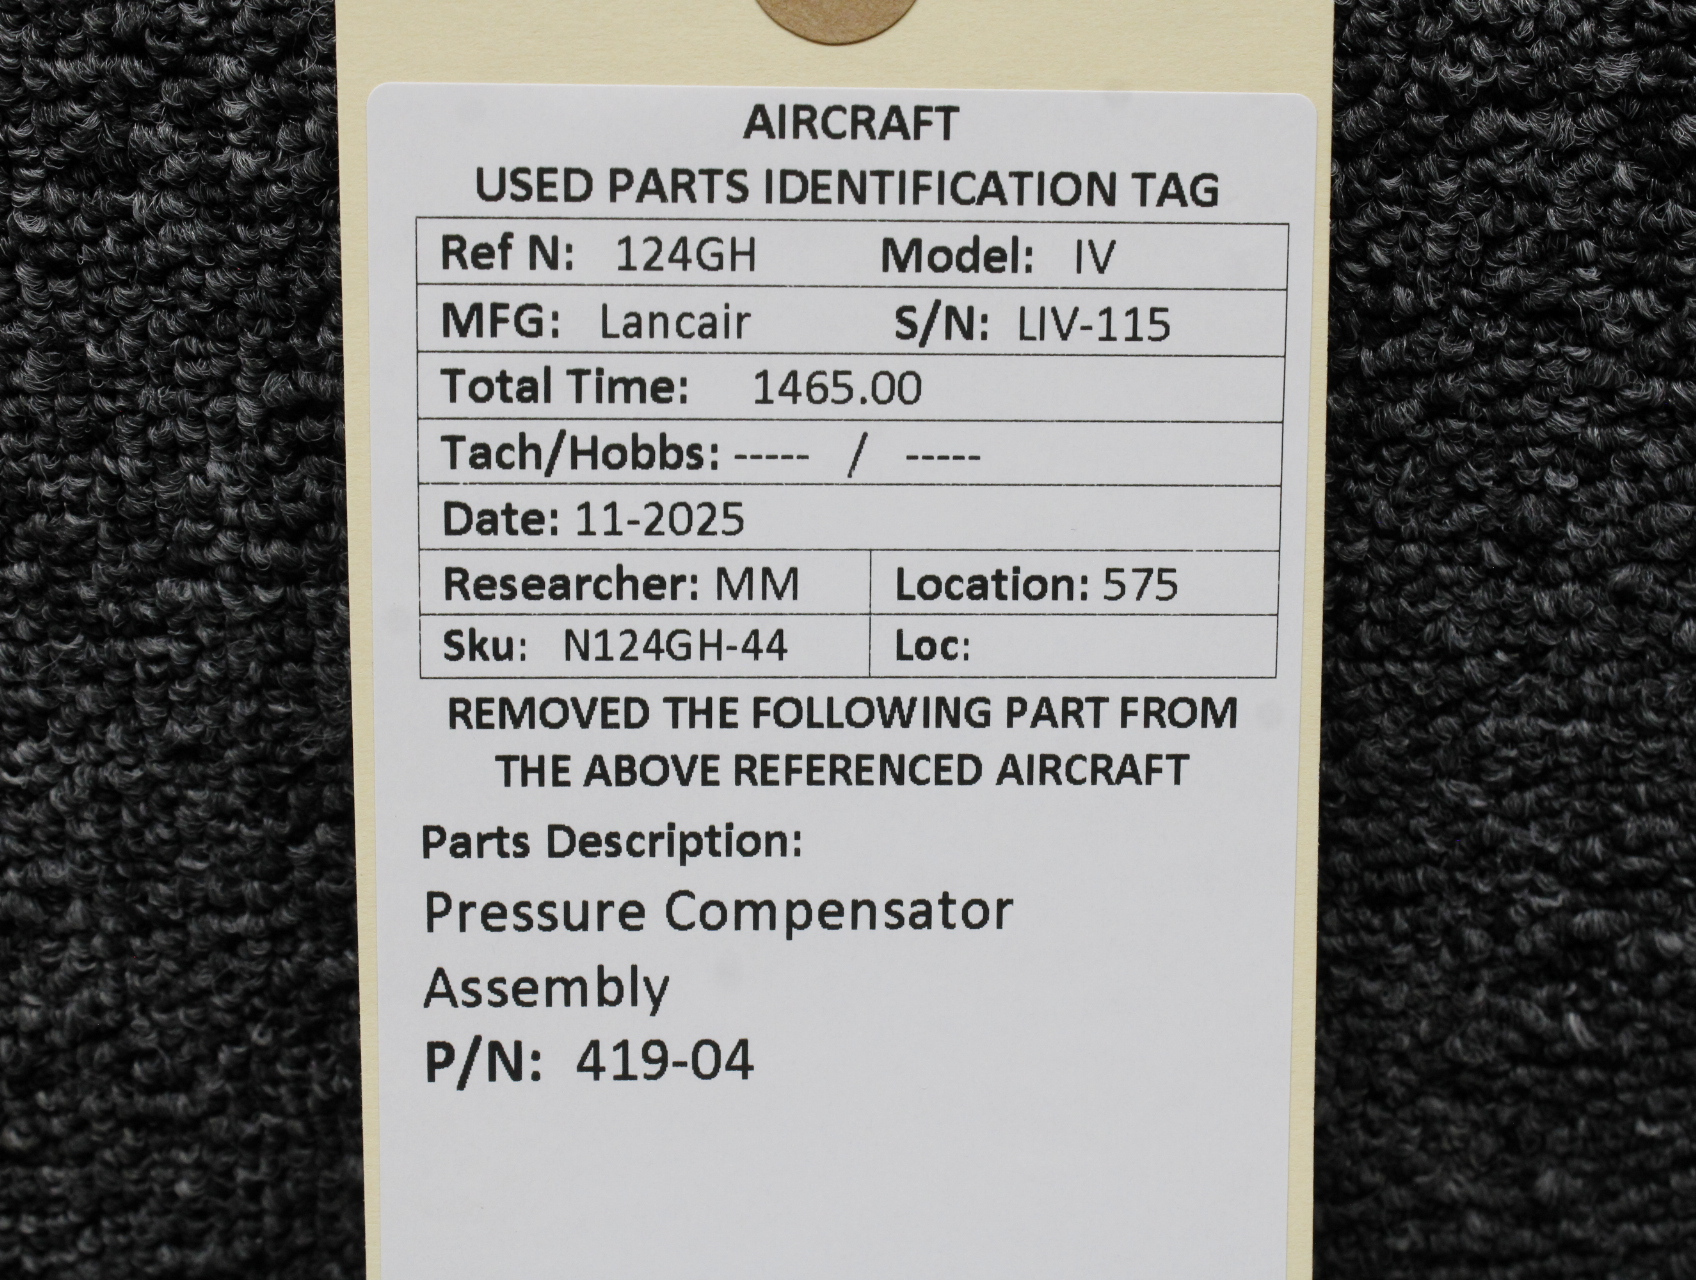 AIRCRAFT
USED PARTS IDENTIFICATION TAG
Ref N: 124GH Model: IV
MFG: Lancair S/N: LIV-115
Total Time: 1465.00
Tach/Hobbs: ----- / -----
Date: 11-2025
Researcher: MM Location: 575
Sku: N124GH-44 Loc:
REMOVED THE FOLLOWING PART FROM
THE ABOVE REFERENCED AIRCRAFT
Parts Description:
Pressure Compensator
Assembly
P/N: 419-04